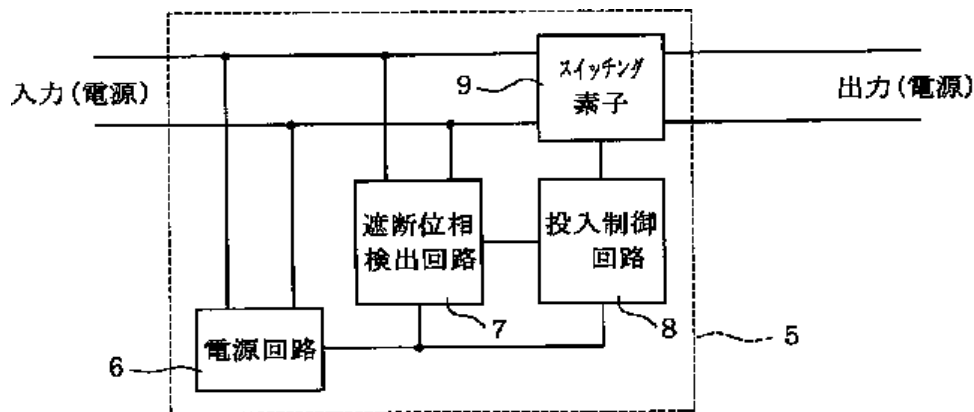 入力(電源)
9
スイッチング
素子
出力(電源)
遮断位相
検出回路
投入制御
回路
7
8
5
6
電源回路